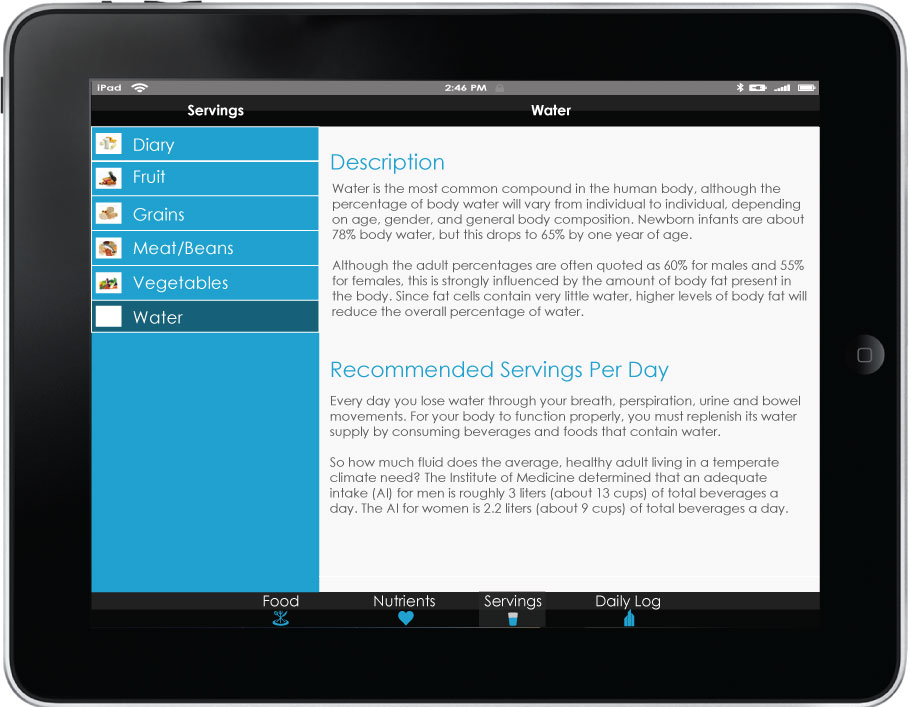 iPad
2:46 PM
Servings
Water
Diary
Fruit
Grains
Meat/Beans
Vegetables
Water
Description
Water is the most common compound in the human body, although the
percentage of body water will vary from individual to individual, depending
on age, gender, and general body composition. Newborn infants are about
78% body water, but this drops to 65% by one year of age.
Although the adult percentages are often quoted as 60% for males and 55%
for females, this is strongly influenced by the amount of body fat present in
the body. Since fat cells contain very little water, higher levels of body fat will
reduce the overall percentage of water.
Recommended Servings Per Day
Every day you lose water through your breath, perspiration, urine and bowel
movements. For your body to function properly, you must replenish its water
supply by consuming beverages and foods that contain water.
So how much fluid does the average, healthy adult living in a temperate
climate need? The Institute of Medicine determined that an adequate
intake (AI) for men is roughly 3 liters (about 13 cups) of total beverages a
day. The AI for women is 2.2 liters (about 9 cups) of total beverages a day.
Food
Nutrients
Servings
Daily Log